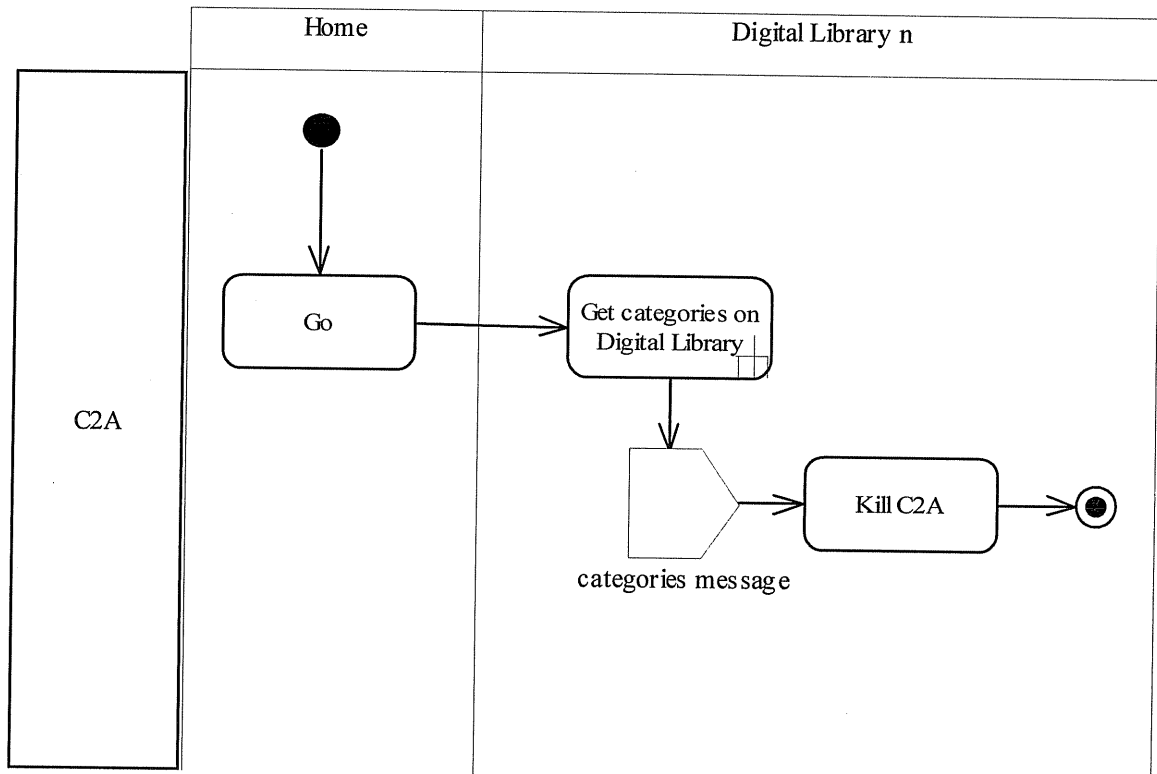 Home
Digital Library n
Go
Get categories on
Digital Library
C2A
Kill C2A
categories message